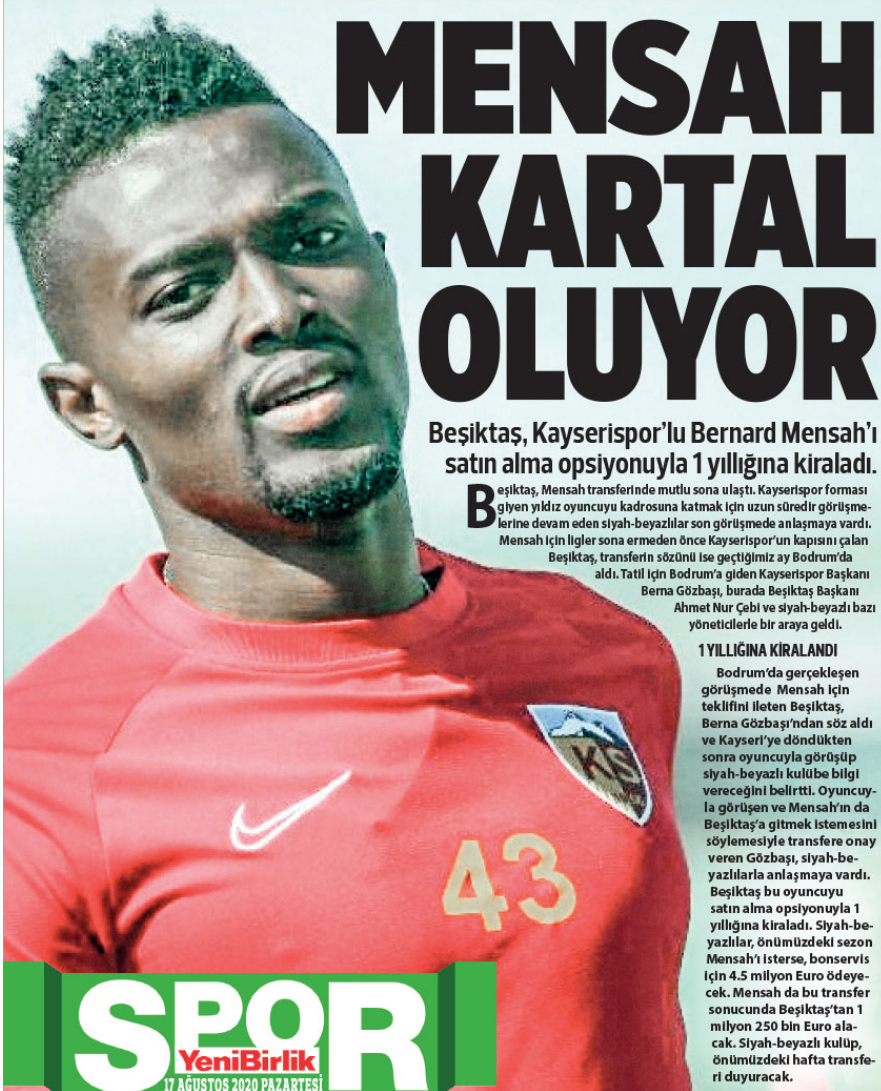 MENSAH
KARTAL
OLUYOR
Beşiktaş, Kayserispor'lu Bernard Mensah'ı
satın alma opsiyonuyla 1 yıllığına kiraladı.
Beşiktaş, Mensah transferinde mutlu sona ulaştı. Kayserispor forması
giyen yıldız oyuncuyu kadrosuna katmak için uzun süredir görüşme-
lerine devam eden siyah-beyazlılar son görüşmede anlaşmaya vardı.
Mensah için ligler sona ermeden önce Kayserispor'un kapısını çalan
Beşiktaş, transferin sözünü ise geçtiğimiz ay Bodrum'da
aldı. Tatil için Bodrum'a giden Kayserispor Başkanı
Berna Gözbaşı, burada Beşiktaş Başkanı
Ahmet Nur Çebi ve siyah-beyazlı bazı
yöneticilerle bir araya geldi.
1 YILLIĞINA KİRALANDI
Bodrum'da gerçekleşen
görüşmede Mensah için
teklifini ileten Beşiktaş,
Berna Gözbaşı'ndan söz aldı
ve Kayseri'ye döndükten
sonra oyuncuyla görüşüp
siyah-beyazlı kulübe bilgi
vereceğini belirtti. Oyuncuy-
la görüşen ve Mensah'ın da
Beşiktaş'a gitmek istemesini
söylemesiyle transfere onay
veren Gözbaşı, siyah-be-
yazlılarla anlaşmaya vardı.
Beşiktaş bu oyuncuyu
satın alma opsiyonuyla 1
yıllığına kiraladı. Siyah-be-
yazlılar, önümüzdeki sezon
Mensah'ı isterse, bonservis
için 4.5 milyon Euro ödeye-
cek. Mensah da bu transfer
sonucunda Beşiktaş'tan 1
milyon 250 bin Euro ala-
cak. Siyah-beyazlı kulüp,
önümüzdeki hafta transfe-
ri duyuracak.
KS
43
SPOR
YeniBirlik
17 AĞUSTOS 2020 PAZARTESİ